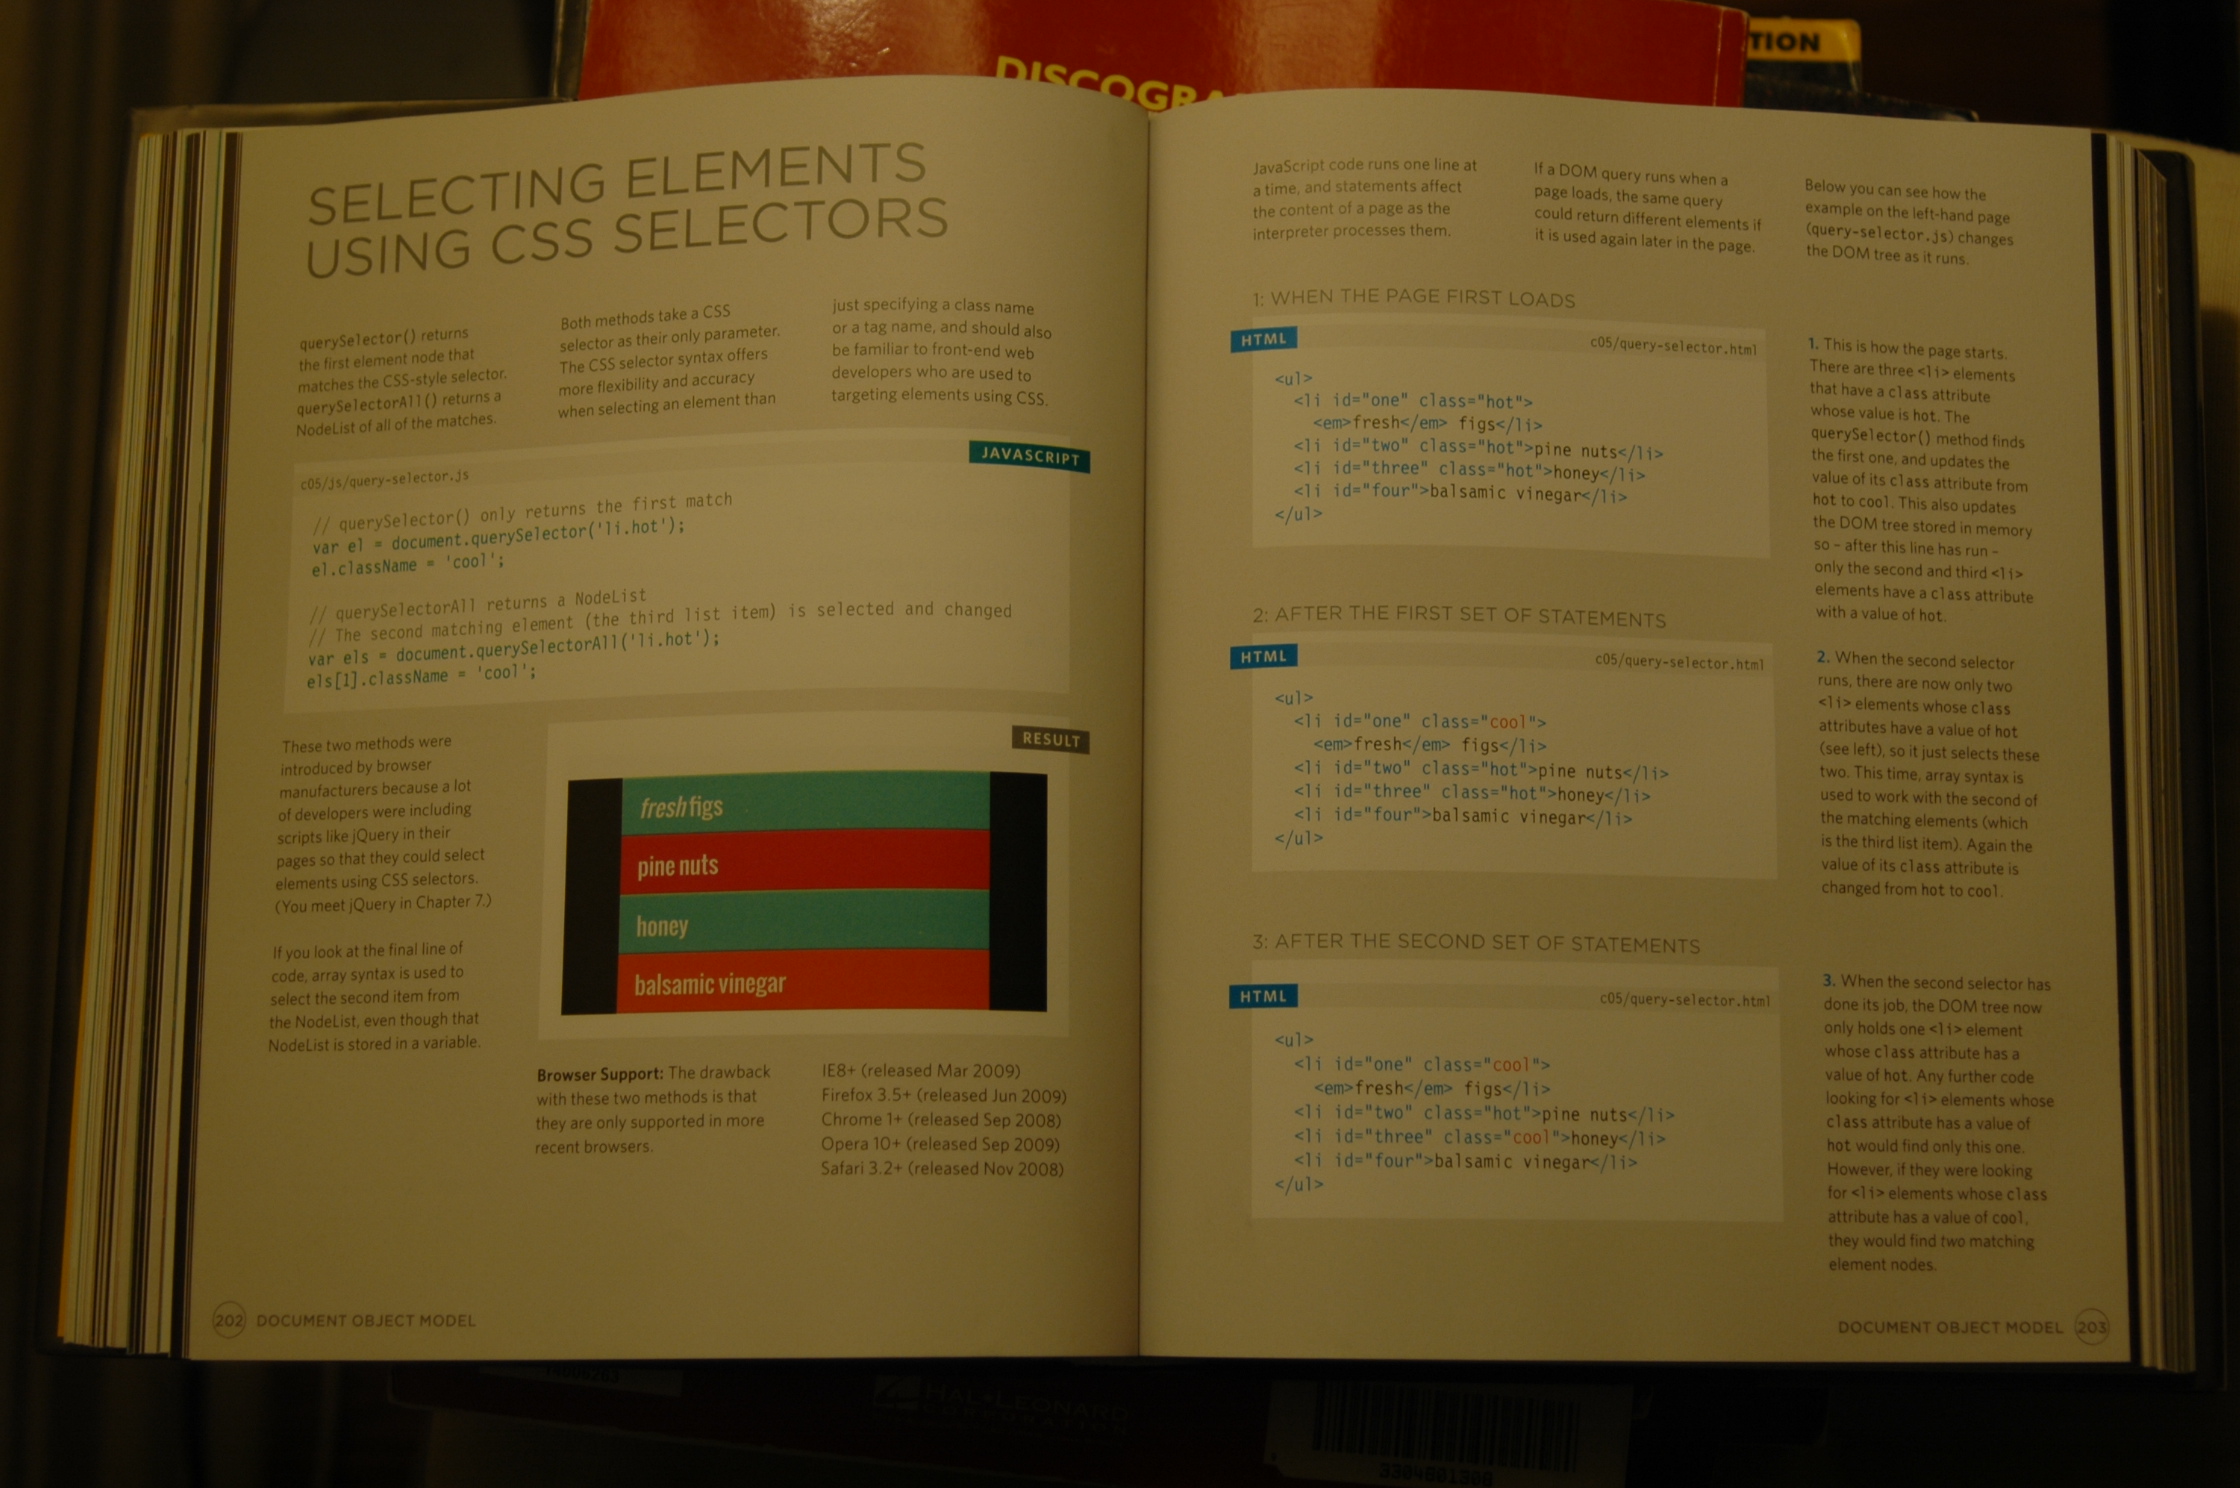 DISCOGRA
TION
SELECTING ELEMENTS
USING CSS SELECTORS
querySelector() returns
the first element node that
matches the CSS-style selector.
querySelectorAll() returns a
NodeList of all of the matches.
Both methods take a CSS
selector as their only parameter.
The CSS selector syntax offers
more flexibility and accuracy
when selecting an element than
just specifying a class name
or a tag name, and should also
be familiar to front-end web
developers who are used to
targeting elements using CSS.
JAVASCRIPT
c05/js/query-selector.js
// querySelector() only returns the first match
var el = document.querySelector('li.hot');
el.className = 'cool';
// querySelectorAll returns a NodeList
// The second matching element (the third list item) is selected and changed
var els = document.querySelectorAll('li.hot');
els[1].className = 'cool';
These two methods were
introduced by browser
manufacturers because a lot
of developers were including
scripts like jQuery in their
pages so that they could select
elements using CSS selectors.
(You meet jQuery in Chapter 7.)
If you look at the final line of
code, array syntax is used to
select the second item from
the NodeList, even though that
NodeList is stored in a variable.
RESULT
fresh figs
pine nuts
honey
balsamic vinegar
Browser Support: The drawback
with these two methods is that
they are only supported in more
recent browsers.
IE8+ (released Mar 2009)
Firefox 3.5+ (released Jun 2009)
Chrome 1+ (released Sep 2008)
Opera 10+ (released Sep 2009)
Safari 3.2+ (released Nov 2008)
202 DOCUMENT OBJECT MODEL
JavaScript code runs one line at
a time, and statements affect
the content of a page as the
interpreter processes them.
If a DOM query runs when a
page loads, the same query
could return different elements if
it is used again later in the page.
Below you can see how the
example on the left-hand page
(query-selector.js) changes
the DOM tree as it runs.
1: WHEN THE PAGE FIRST LOADS
HTML
c05/query-selector.html
<ul>
<li id="one" class="hot">
<em>fresh</em> figs</li>
<li id="two" class="hot">pine nuts</li>
<li id="three" class="hot">honey</li>
<li id="four">balsamic vinegar</li>
</ul>
1. This is how the page starts.
There are three <li> elements
that have a class attribute
whose value is hot. The
querySelector() method finds
the first one, and updates the
value of its class attribute from
hot to cool. This also updates
the DOM tree stored in memory
so - after this line has run -
only the second and third <li>
elements have a class attribute
with a value of hot.
2: AFTER THE FIRST SET OF STATEMENTS
HTML
c05/query-selector.html
<ul>
<li id="one" class="cool">
<em>fresh</em> figs</li>
<li id="two" class="hot">pine nuts</li>
<li id="three" class="hot">honey</li>
<li id="four">balsamic vinegar</li>
</ul>
2. When the second selector
runs, there are now only two
<li> elements whose class
attributes have a value of hot
(see left), so it just selects these
two. This time, array syntax is
used to work with the second of
the matching elements (which
is the third list item). Again the
value of its class attribute is
changed from hot to cool.
3: AFTER THE SECOND SET OF STATEMENTS
HTML
c05/query-selector.html
<ul>
<li id="one" class="cool">
<em>fresh</em> figs</li>
<li id="two" class="hot">pine nuts</li>
<li id="three" class="cool">honey</li>
<li id="four">balsamic vinegar</li>
</ul>
3. When the second selector has
done its job, the DOM tree now
only holds one <li> element
whose class attribute has a
value of hot. Any further code
looking for <li> elements whose
class attribute has a value of
hot would find only this one.
However, if they were looking
for <li> elements whose class
attribute has a value of cool,
they would find two matching
element nodes.
DOCUMENT OBJECT MODEL 203
HAL•LEONARD
CORPORATION